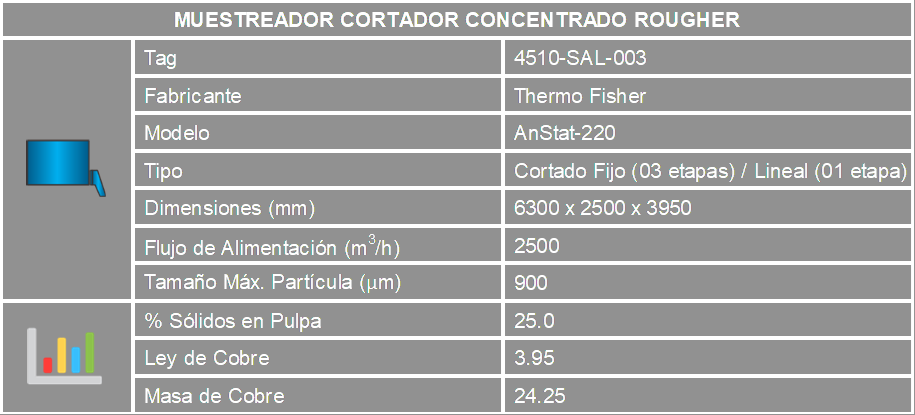 MUESTREADOR CORTADOR CONCENTRADO ROUGHER
Tag 4510-SAL-003
Fabricante Thermo Fisher
Modelo AnStat-220
Tipo Cortado Fijo (03 etapas) / Lineal (01 etapa)
Dimensiones (mm) 6300 x 2500 x 3950
Flujo de Alimentación (m³/h) 2500
Tamaño Máx. Partícula (µm) 900
% Sólidos en Pulpa 25.0
Ley de Cobre 3.95
Masa de Cobre 24.25